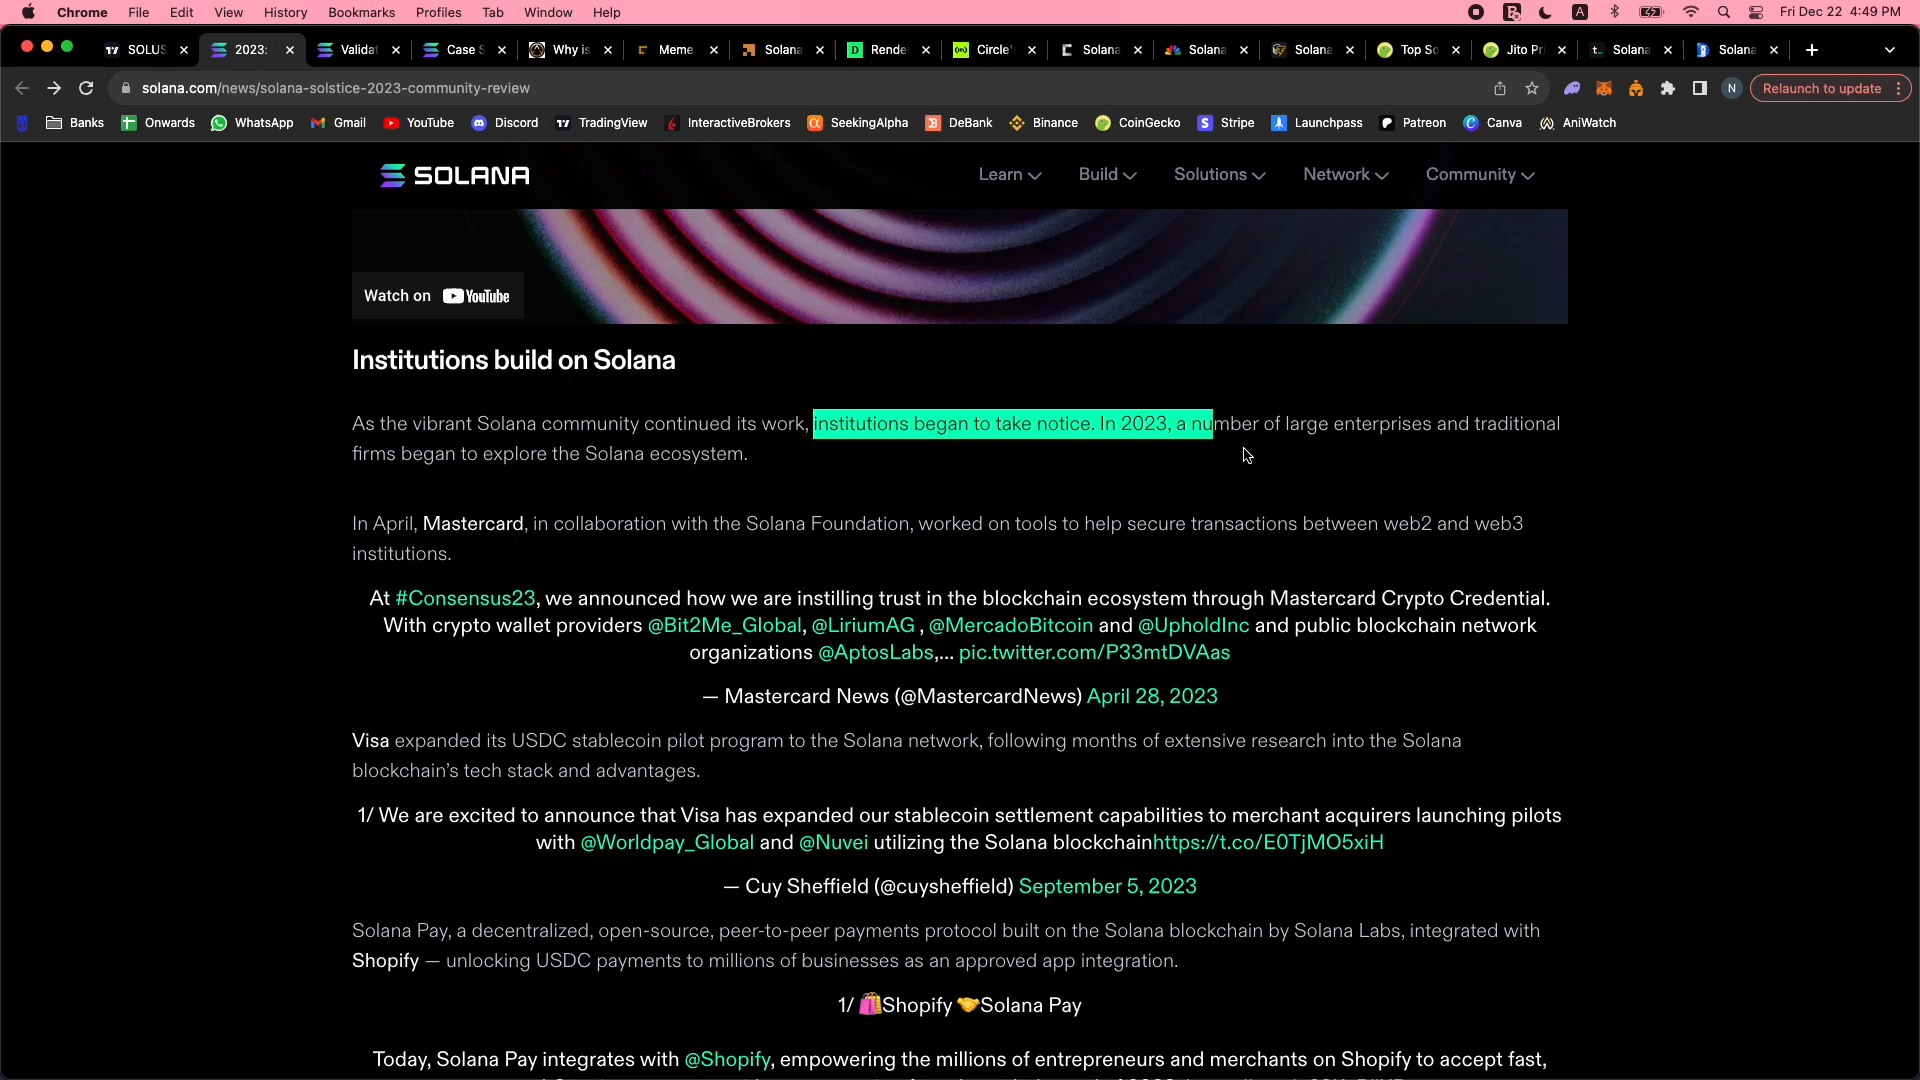 Chrome File Edit View History Bookmarks Profiles Tab Window Help A Fri Dec 22 4:49 PM
SOLUS 2023: Validat Case S Why is Meme Solana Rende Circle' Solana Solana Solana Top So Jito Pr Solana Solana
solana.com/news/solana-solstice-2023-community-review N Relaunch to update
Banks Onwards WhatsApp Gmail YouTube Discord TradingView InteractiveBrokers SeekingAlpha DeBank Binance CoinGecko Stripe Launchpass Patreon Canva AniWatch
SOLANA Learn Build Solutions Network Community
Watch on YouTube
Institutions build on Solana
As the vibrant Solana community continued its work, institutions began to take notice. In 2023, a number of large enterprises and traditional
firms began to explore the Solana ecosystem.
In April, Mastercard, in collaboration with the Solana Foundation, worked on tools to help secure transactions between web2 and web3
institutions.
At #Consensus23, we announced how we are instilling trust in the blockchain ecosystem through Mastercard Crypto Credential.
With crypto wallet providers @Bit2Me_Global, @LiriumAG , @MercadoBitcoin and @UpholdInc and public blockchain network
organizations @AptosLabs,... pic.twitter.com/P33mtDVAas
— Mastercard News (@MastercardNews) April 28, 2023
Visa expanded its USDC stablecoin pilot program to the Solana network, following months of extensive research into the Solana
blockchain's tech stack and advantages.
1/ We are excited to announce that Visa has expanded our stablecoin settlement capabilities to merchant acquirers launching pilots
with @Worldpay_Global and @Nuvei utilizing the Solana blockchainhttps://t.co/E0TjMO5xiH
— Cuy Sheffield (@cuysheffield) September 5, 2023
Solana Pay, a decentralized, open-source, peer-to-peer payments protocol built on the Solana blockchain by Solana Labs, integrated with
Shopify — unlocking USDC payments to millions of businesses as an approved app integration.
1/ 🛍️Shopify 🤝Solana Pay
Today, Solana Pay integrates with @Shopify, empowering the millions of entrepreneurs and merchants on Shopify to accept fast,